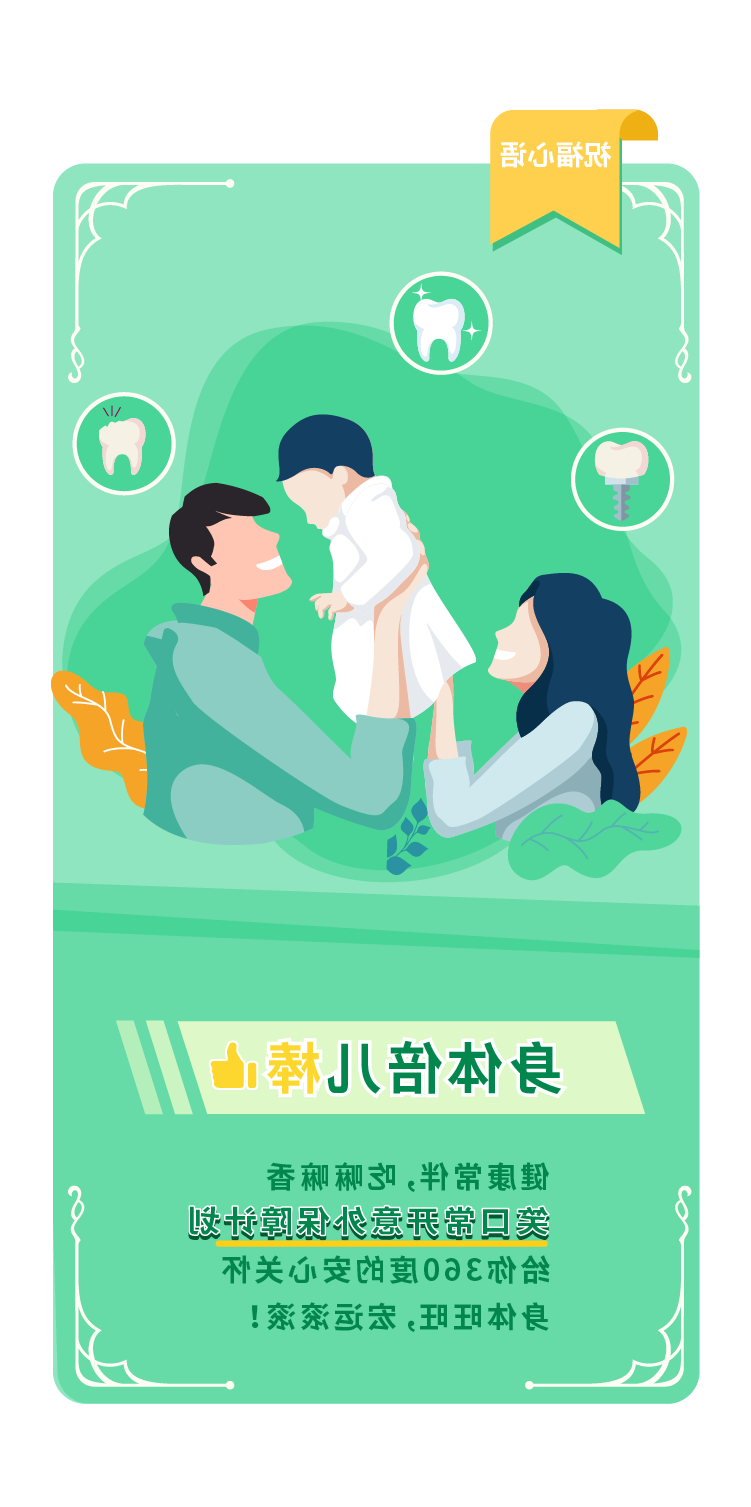 祝福心语
身体倍儿棒
健康常伴，吃嘛嘛香
笑口常开意外保障计划
给你360度的安心关怀
身体旺旺，宏运滚滚！